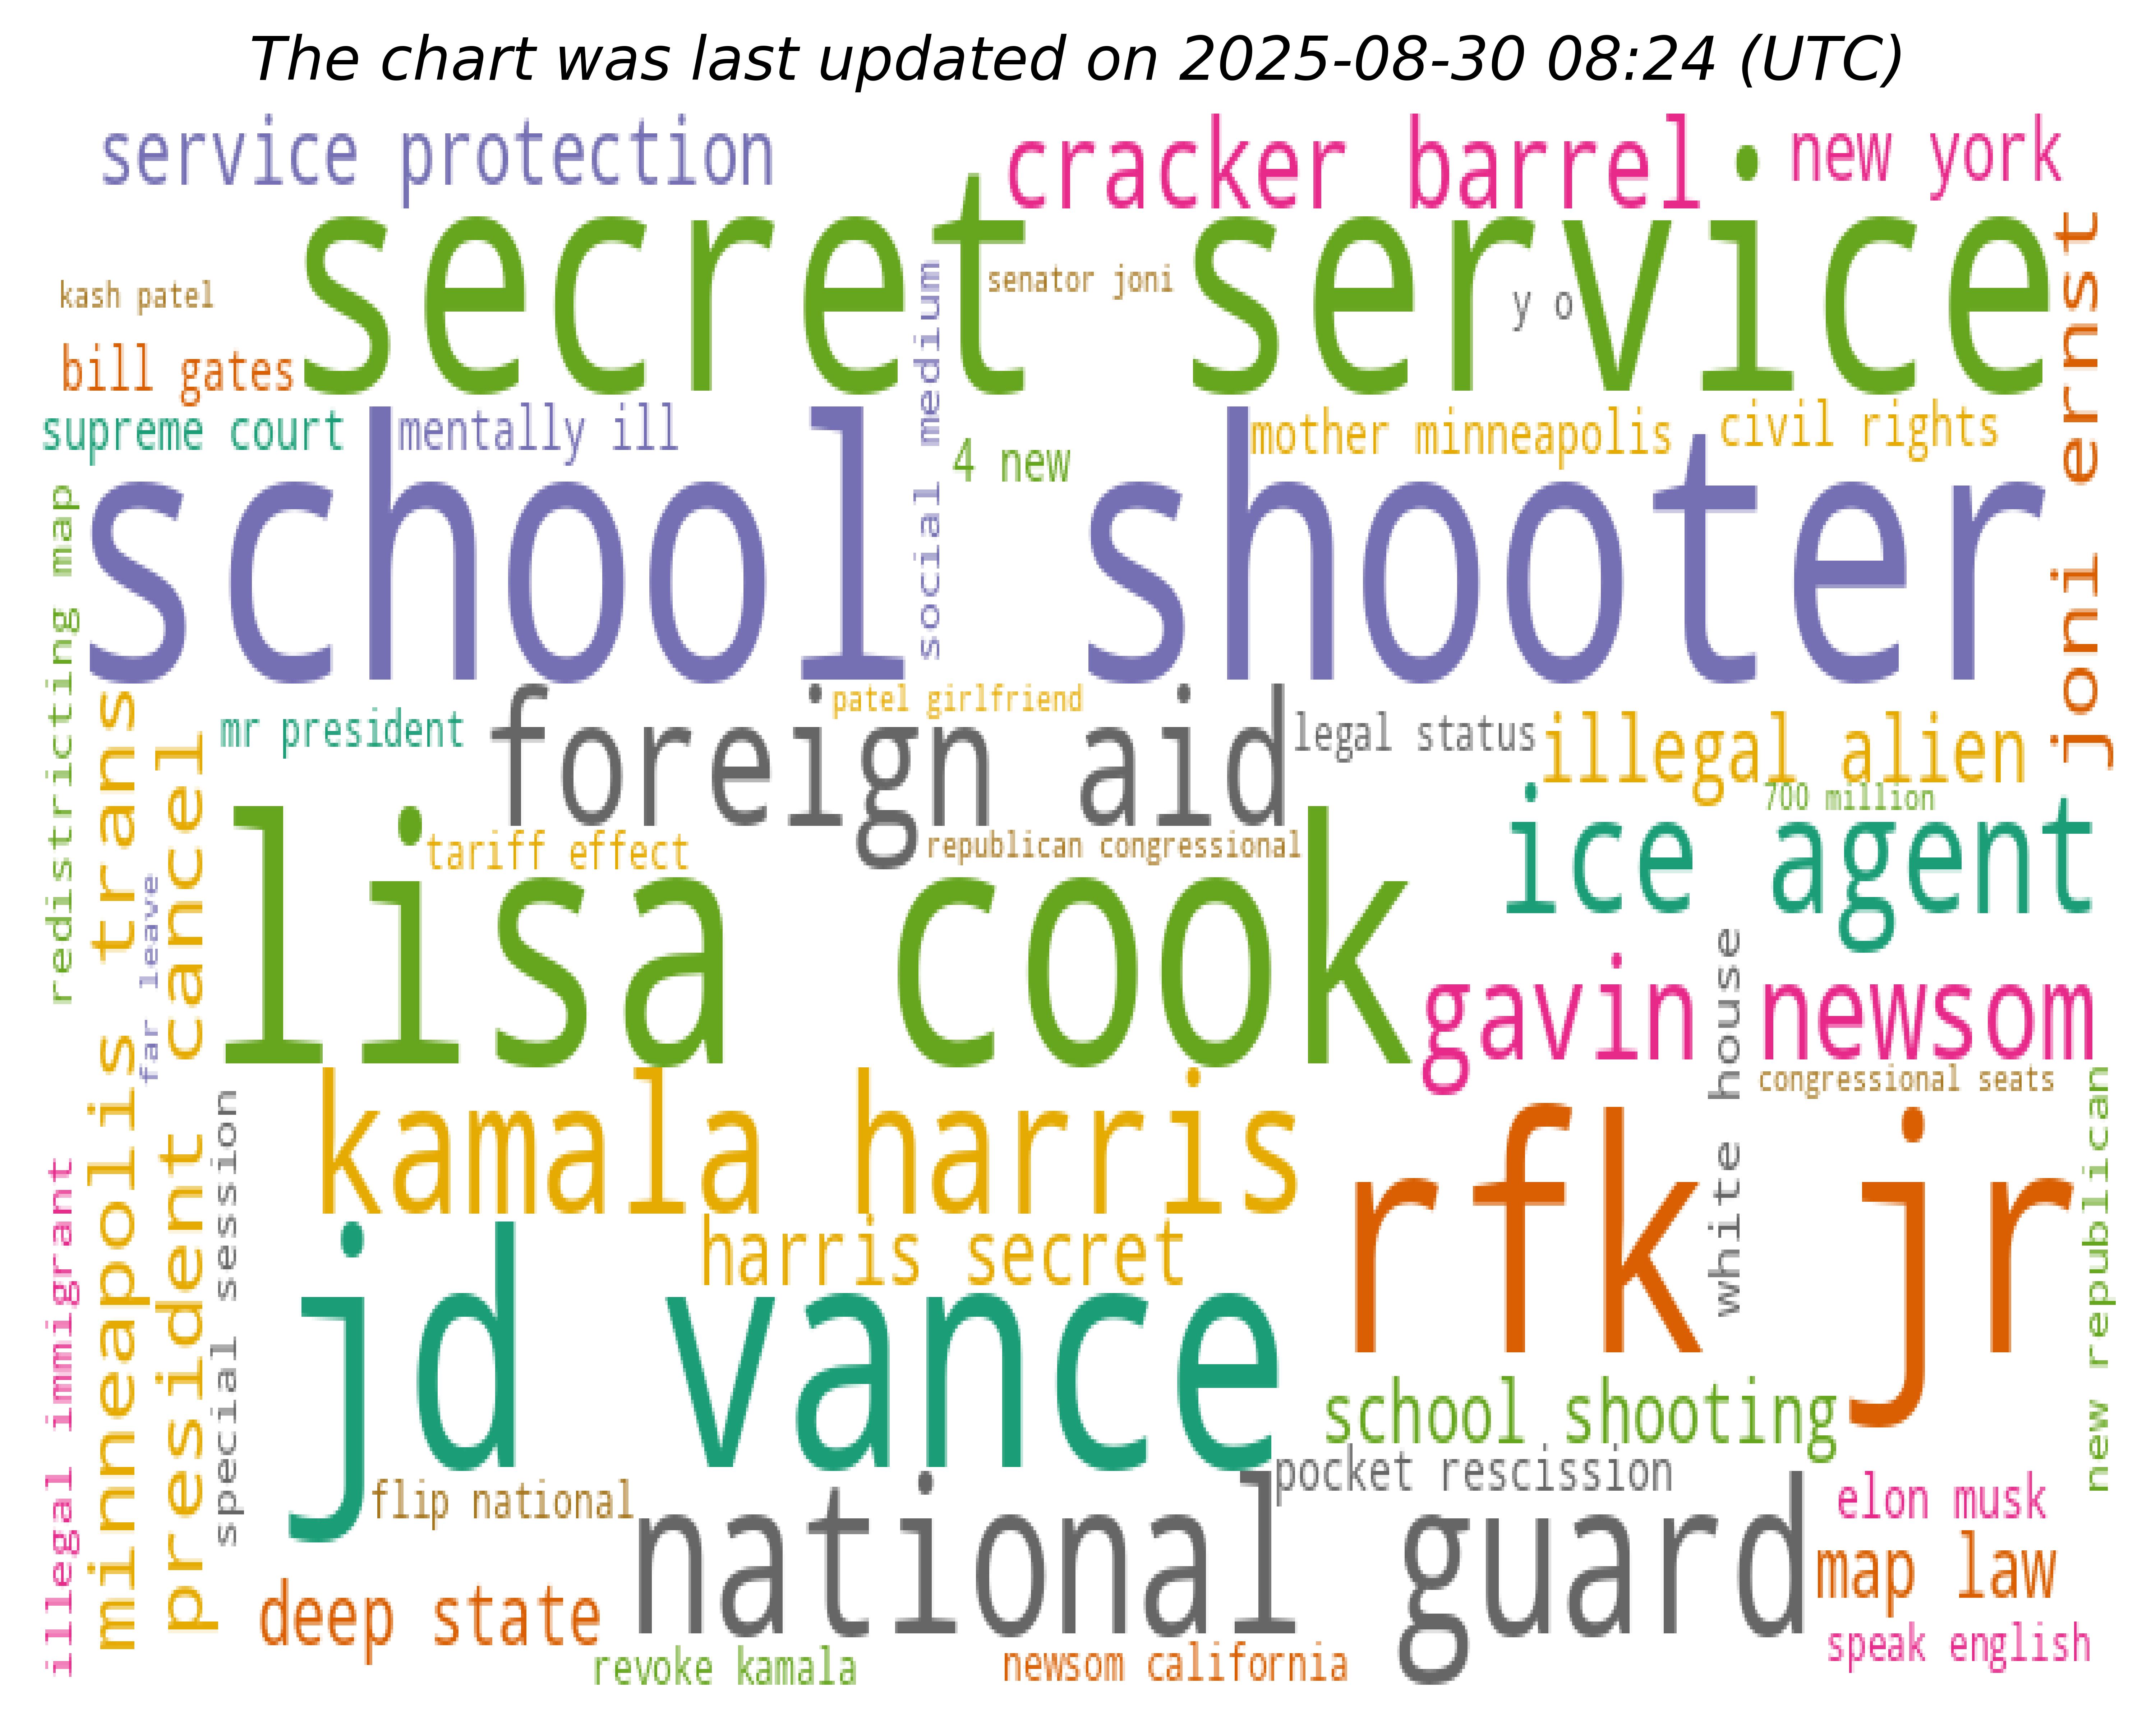 The chart was last updated on 2025-08-30 08:24 (UTC)
service protection
cracker barrel
new york
secret service
kash patel
senator joni
y o
bill gates
joni ernst
social medium
supreme court
mentally ill
4 new
mother minneapolis
civil rights
school shooter
redistricting map
minneapolis trans
cancel president
mr president
foreign aid
patel girlfriend
legal status
illegal alien
700 million
tariff effect
republican congressional
ice agent
far leave
lisa cook
gavin newsom
white house
congressional seats
kamala harris
rfk jr
new republican
special session
illegal immigrant
harris secret
jd vance
school shooting
pocket rescission
flip national
national guard
elon musk
map law
deep state
revoke kamala
newsom california
speak english